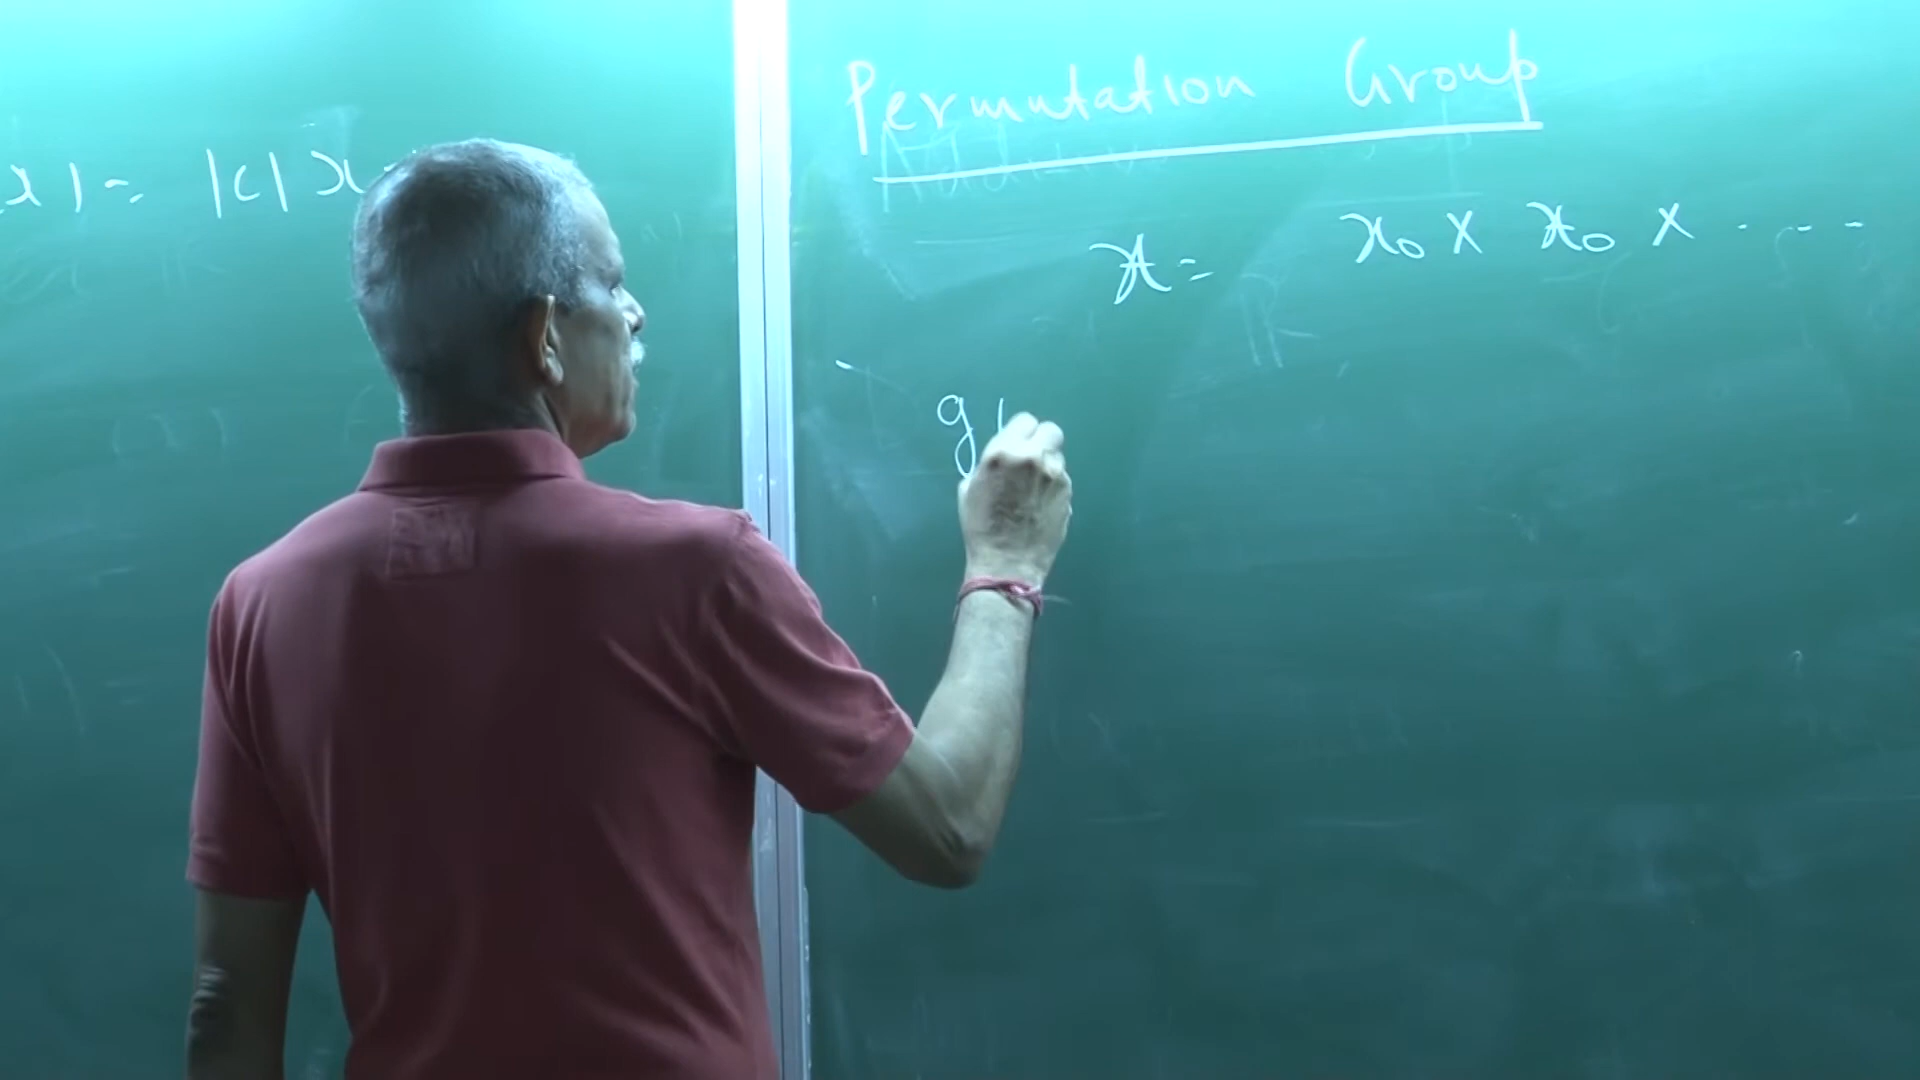 x) = |c| x
Permutation Group
x = x₀ × x₀ × . - - -
g (